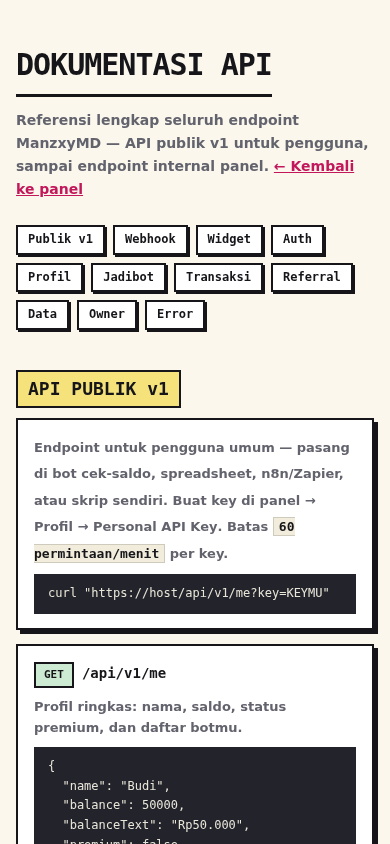 DOKUMENTASI API
Referensi lengkap seluruh endpoint
ManzxyMD — API publik v1 untuk pengguna,
sampai endpoint internal panel. ← Kembali
ke panel
Publik v1 Webhook Widget Auth
Profil Jadibot Transaksi Referral
Data Owner Error
API PUBLIK v1
Endpoint untuk pengguna umum — pasang
di bot cek-saldo, spreadsheet, n8n/Zapier,
atau skrip sendiri. Buat key di panel →
Profil → Personal API Key. Batas 60
permintaan/menit per key.
curl "https://host/api/v1/me?key=KEYMU"
GET /api/v1/me
Profil ringkas: nama, saldo, status
premium, dan daftar botmu.
{
"name": "Budi",
"balance": 50000,
"balanceText": "Rp50.000",
"premium": false,